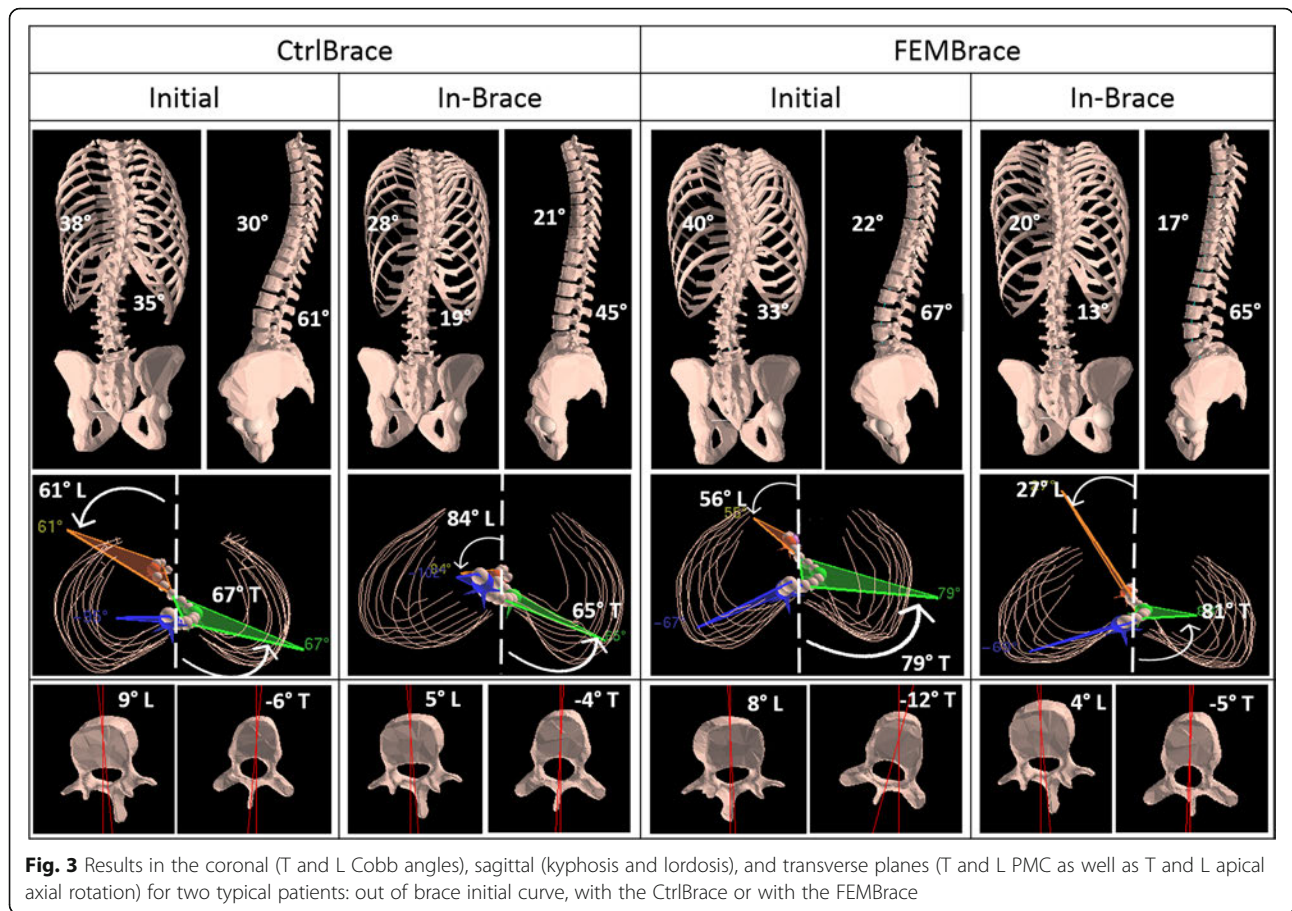 CtrlBrace FEMBrace
Initial In-Brace Initial In-Brace
38° 30° 28° 21° 40° 22° 20° 17°
35° 61° 19° 45° 33° 67° 13° 65°
61° L 84° L 56° L 27° L
61°
67° T 65° T 79° T 81° T
67° 79°
-67°
9° L -6° T 5° L -4° T 8° L -12° T 4° L -5° T
Fig. 3 Results in the coronal (T and L Cobb angles), sagittal (kyphosis and lordosis), and transverse planes (T and L PMC as well as T and L apical
axial rotation) for two typical patients: out of brace initial curve, with the CtrlBrace or with the FEMBrace